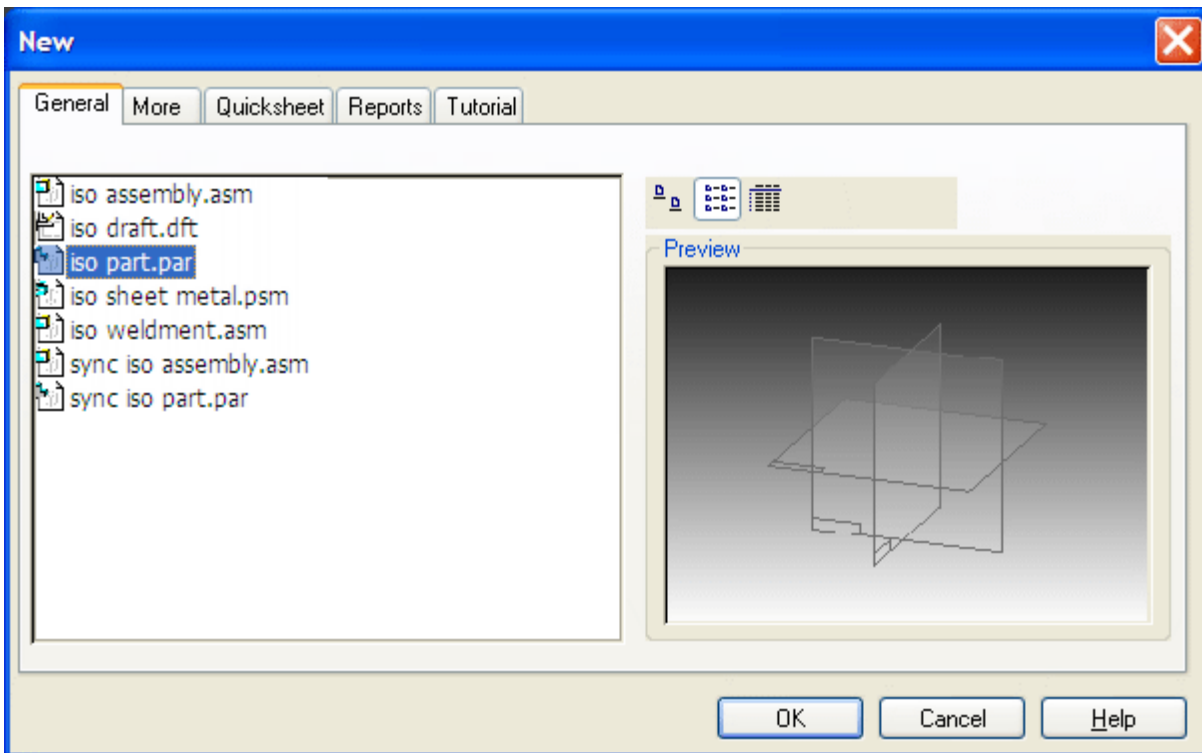 New
General More Quicksheet Reports Tutorial
iso assembly.asm
iso draft.dft
iso part.par
iso sheet metal.psm
iso weldment.asm
sync iso assembly.asm
sync iso part.par
Preview
OK Cancel Help